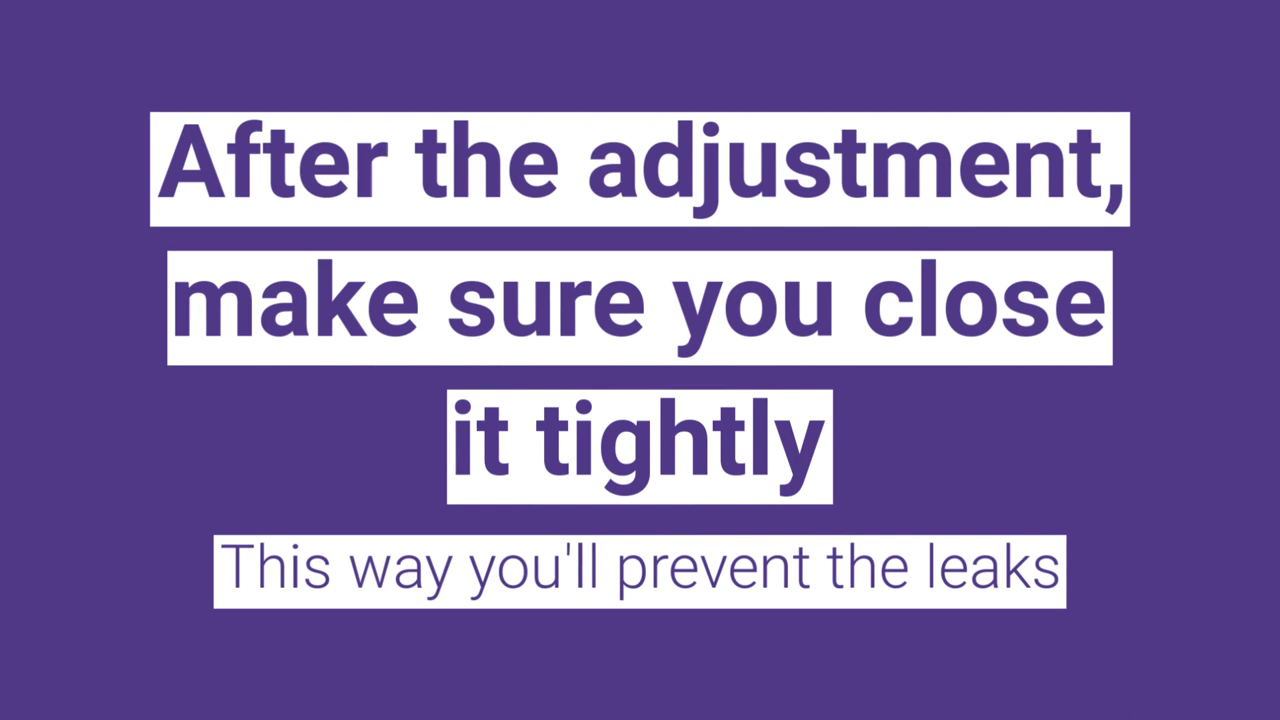 After the adjustment,
make sure you close
it tightly
This way you'll prevent the leaks